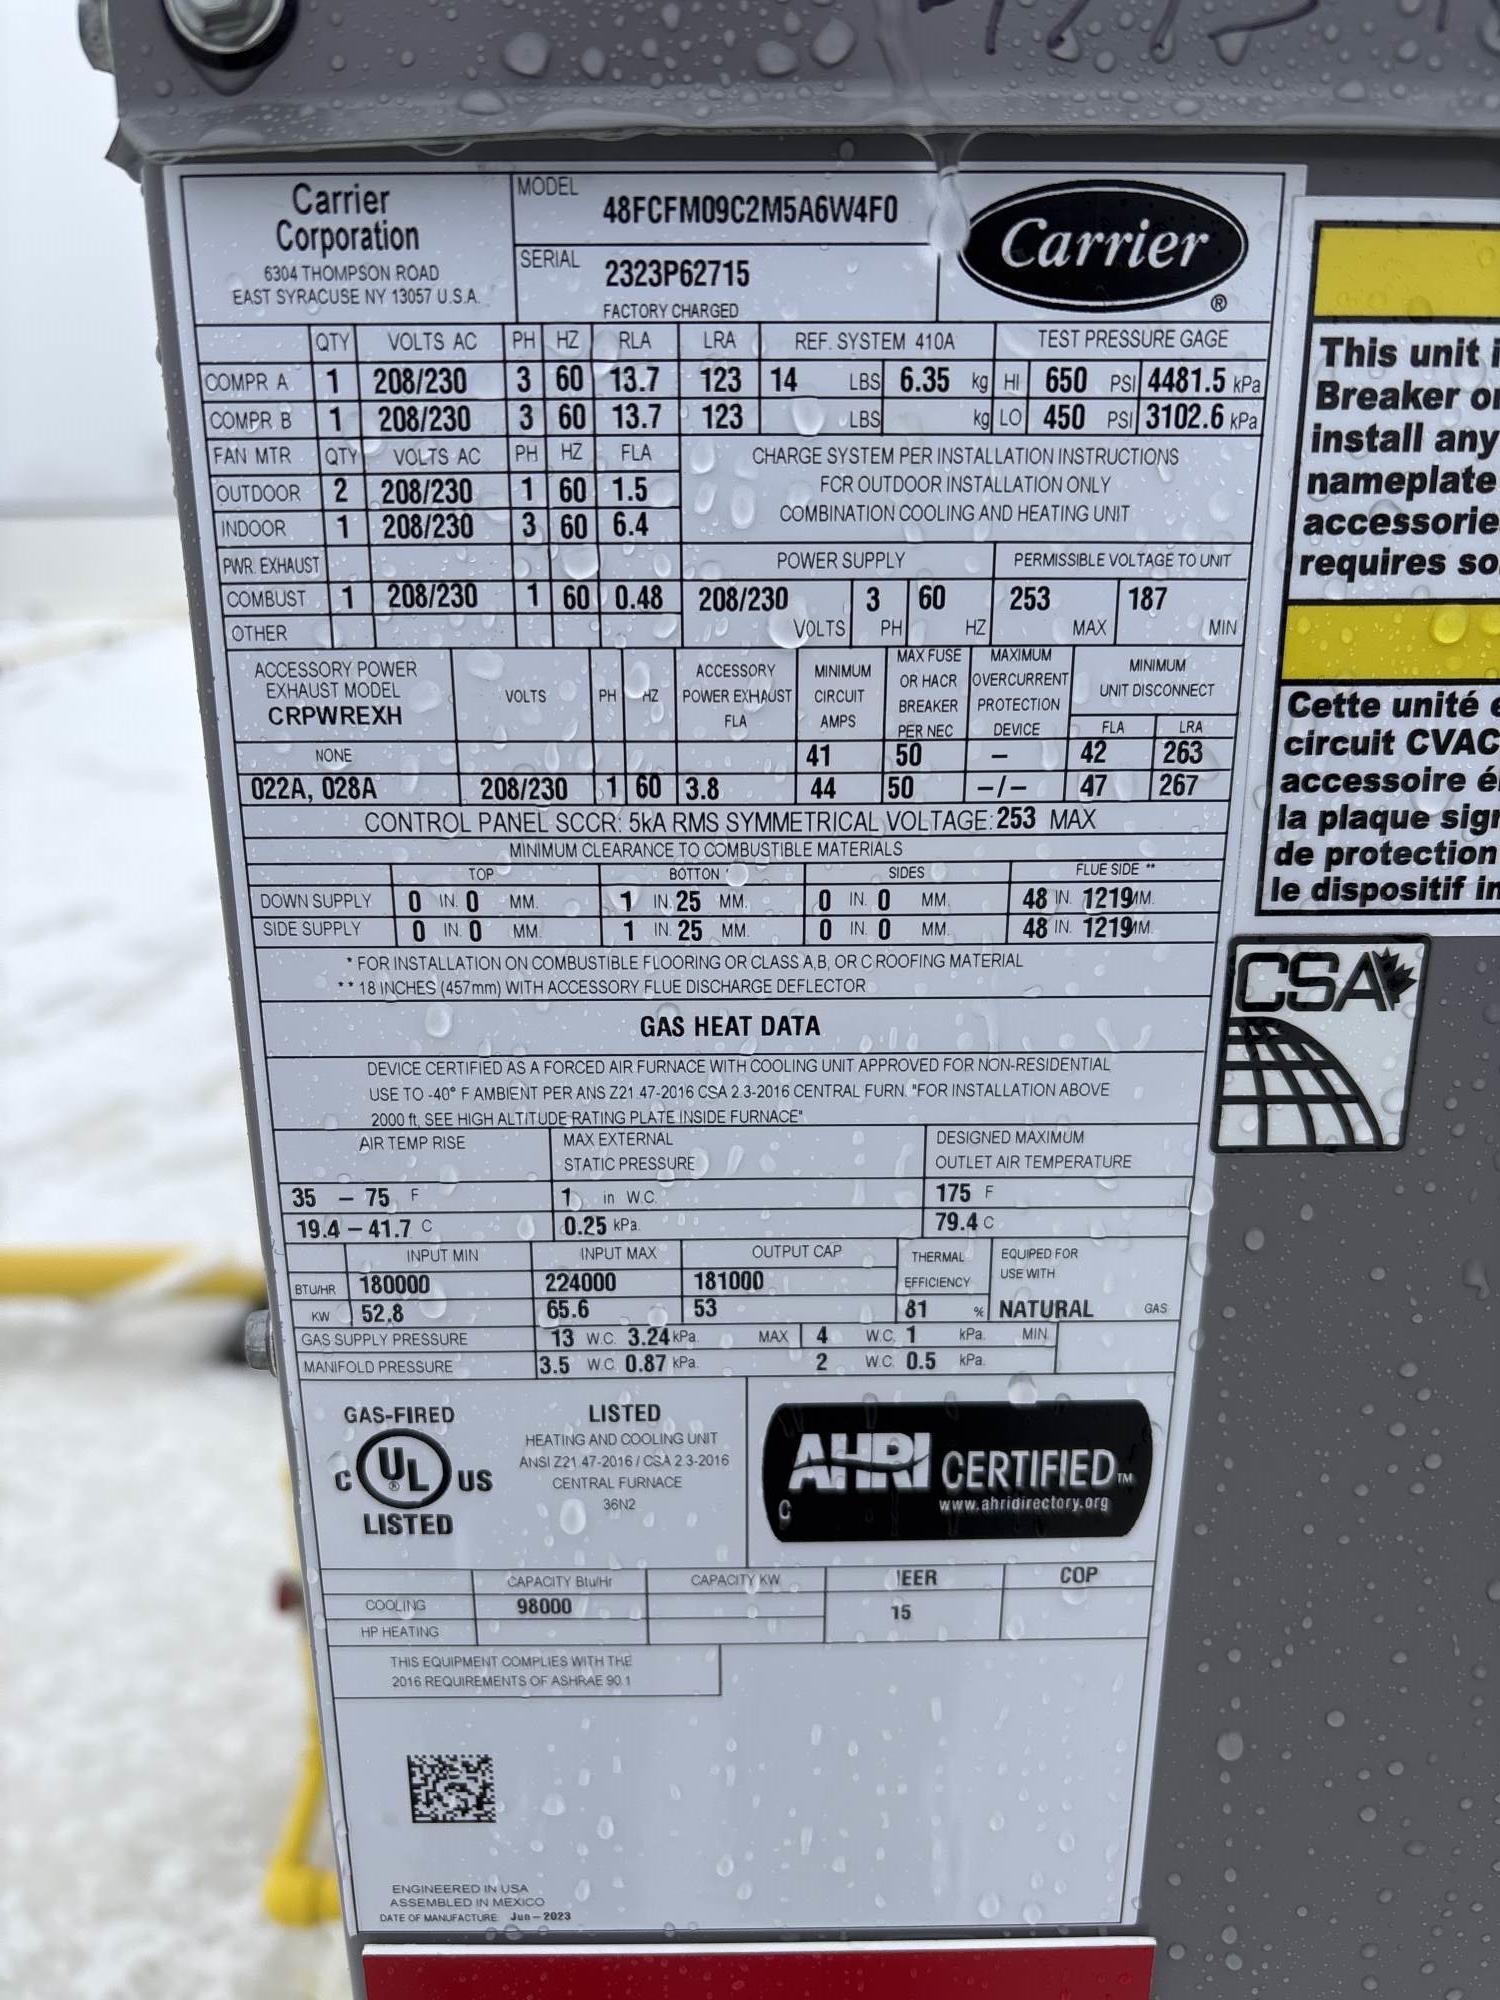 Carrier
Corporation
6304 THOMPSON ROAD
EAST SYRACUSE NY 13057 U.S.A.
MODEL
48FCFM09C2M5A6W4F0
SERIAL 2323P62715
FACTORY CHARGED
Carrier
®
QTY VOLTS AC PH HZ RLA LRA REF. SYSTEM 410A TEST PRESSURE GAGE
COMPR A 1 208/230 3 60 13.7 123 14 LBS 6.35 kg HI 650 PSI 4481.5 kPa
COMPR B 1 208/230 3 60 13.7 123 LBS kg LO 450 PSI 3102.6 kPa
FAN MTR QTY VOLTS AC PH HZ FLA
OUTDOOR 2 208/230 1 60 1.5
INDOOR 1 208/230 3 60 6.4
CHARGE SYSTEM PER INSTALLATION INSTRUCTIONS
FOR OUTDOOR INSTALLATION ONLY
COMBINATION COOLING AND HEATING UNIT
PWR. EXHAUST
POWER SUPPLY PERMISSIBLE VOLTAGE TO UNIT
COMBUST 1 208/230 1 60 0.48 208/230 3 60 253 187
VOLTS PH HZ MAX MIN
OTHER
ACCESSORY POWER
EXHAUST MODEL
CRPWREXH
VOLTS PH HZ
ACCESSORY
POWER EXHAUST
FLA
MINIMUM
CIRCUIT
AMPS
MAX FUSE
OR HACR
BREAKER
PER NEC
MAXIMUM
OVERCURRENT
PROTECTION
DEVICE
MINIMUM
UNIT DISCONNECT
FLA LRA
NONE 41 50 – 42 263
022A, 028A 208/230 1 60 3.8 44 50 –/– 47 267
CONTROL PANEL SCCR: 5kA RMS SYMMETRICAL VOLTAGE: 253 MAX
MINIMUM CLEARANCE TO COMBUSTIBLE MATERIALS
TOP BOTTON * SIDES FLUE SIDE **
DOWN SUPPLY 0 IN. 0 MM. 1 IN. 25 MM. 0 IN. 0 MM. 48 IN. 1219 MM.
SIDE SUPPLY 0 IN. 0 MM. 1 IN. 25 MM. 0 IN. 0 MM. 48 IN. 1219 MM.
* FOR INSTALLATION ON COMBUSTIBLE FLOORING OR CLASS A,B, OR C ROOFING MATERIAL
** 18 INCHES (457mm) WITH ACCESSORY FLUE DISCHARGE DEFLECTOR
GAS HEAT DATA
DEVICE CERTIFIED AS A FORCED AIR FURNACE WITH COOLING UNIT APPROVED FOR NON-RESIDENTIAL
USE TO -40° F AMBIENT PER ANS Z21.47-2016 CSA 2.3-2016 CENTRAL FURN. "FOR INSTALLATION ABOVE
2000 ft, SEE HIGH ALTITUDE RATING PLATE INSIDE FURNACE"
AIR TEMP RISE
MAX EXTERNAL
STATIC PRESSURE
DESIGNED MAXIMUM
OUTLET AIR TEMPERATURE
35 – 75 F 1 in W.C. 175 F
19.4 – 41.7 C 0.25 kPa. 79.4 C
INPUT MIN INPUT MAX OUTPUT CAP
THERMAL
EFFICIENCY
EQUIPED FOR
USE WITH
BTU/HR 180000 224000 181000
KW 52.8 65.6 53 81 % NATURAL GAS
GAS SUPPLY PRESSURE 13 W.C. 3.24 kPa. MAX 4 W.C. 1 kPa. MIN
MANIFOLD PRESSURE 3.5 W.C 0.87 kPa. 2 W.C. 0.5 kPa.
GAS-FIRED
C UL ® US
LISTED
LISTED
HEATING AND COOLING UNIT
ANSI Z21.47-2016 / CSA 2.3-2016
CENTRAL FURNACE
36N2
AHRI CERTIFIED TM
www.ahridirectory.org
C
CAPACITY Btu/Hr CAPACITY KW IEER COP
COOLING 98000 15
HP HEATING
THIS EQUIPMENT COMPLIES WITH THE
2016 REQUIREMENTS OF ASHRAE 90.1
ENGINEERED IN USA
ASSEMBLED IN MEXICO
DATE OF MANUFACTURE: Jun–2023
This unit
Breaker
install any
nameplate
accessorie
requires so
Cette unité
circuit CVAC
accessoire
la plaque sign
de protection
le dispositif
CSA